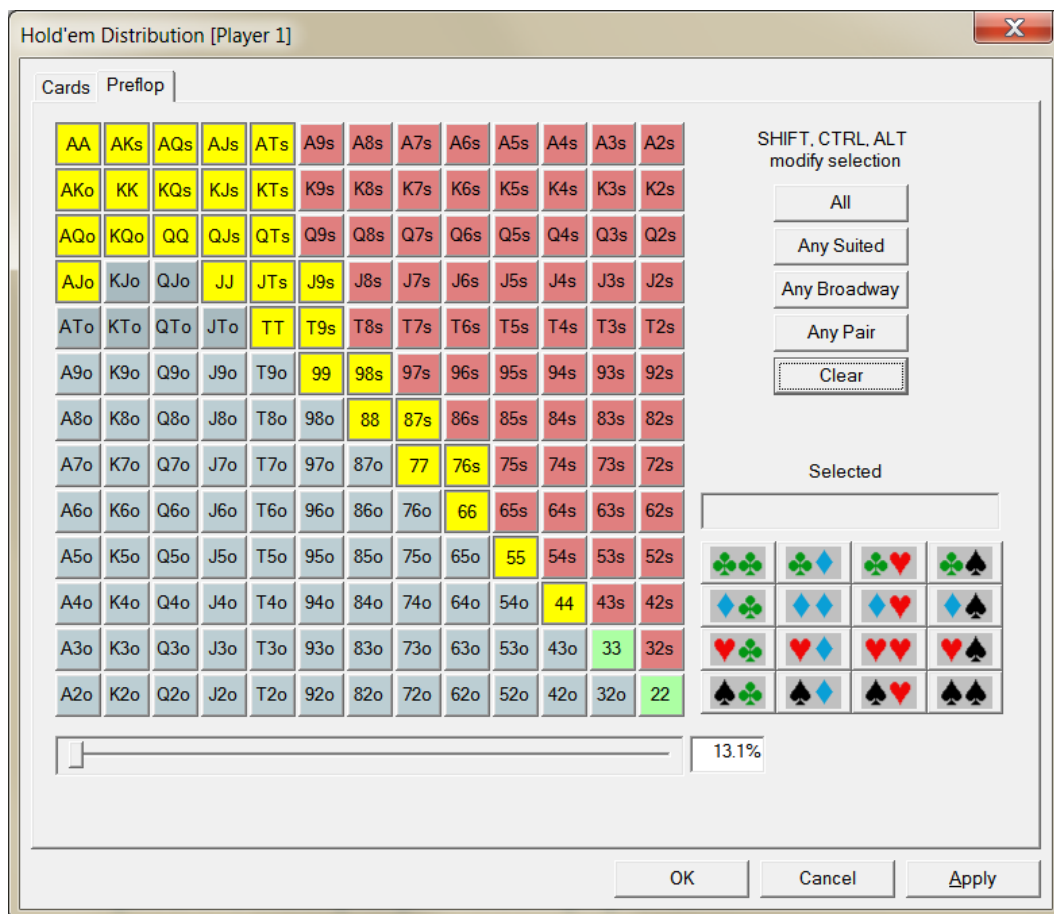 Hold'em Distribution [Player 1]
Cards Preflop
AA AKs AQs AJs ATs A9s A8s A7s A6s A5s A4s A3s A2s
AKo KK KQs KJs KTs K9s K8s K7s K6s K5s K4s K3s K2s
AQo KQo QQ QJs QTs Q9s Q8s Q7s Q6s Q5s Q4s Q3s Q2s
AJo KJo QJo JJ JTs J9s J8s J7s J6s J5s J4s J3s J2s
ATo KTo QTo JTo TT T9s T8s T7s T6s T5s T4s T3s T2s
A9o K9o Q9o J9o T9o 99 98s 97s 96s 95s 94s 93s 92s
A8o K8o Q8o J8o T8o 98o 88 87s 86s 85s 84s 83s 82s
A7o K7o Q7o J7o T7o 97o 87o 77 76s 75s 74s 73s 72s
A6o K6o Q6o J6o T6o 96o 86o 76o 66 65s 64s 63s 62s
A5o K5o Q5o J5o T5o 95o 85o 75o 65o 55 54s 53s 52s
A4o K4o Q4o J4o T4o 94o 84o 74o 64o 54o 44 43s 42s
A3o K3o Q3o J3o T3o 93o 83o 73o 63o 53o 43o 33 32s
A2o K2o Q2o J2o T2o 92o 82o 72o 62o 52o 42o 32o 22
SHIFT, CTRL, ALT
modify selection
All
Any Suited
Any Broadway
Any Pair
Clear
Selected
13.1%
OK Cancel Apply